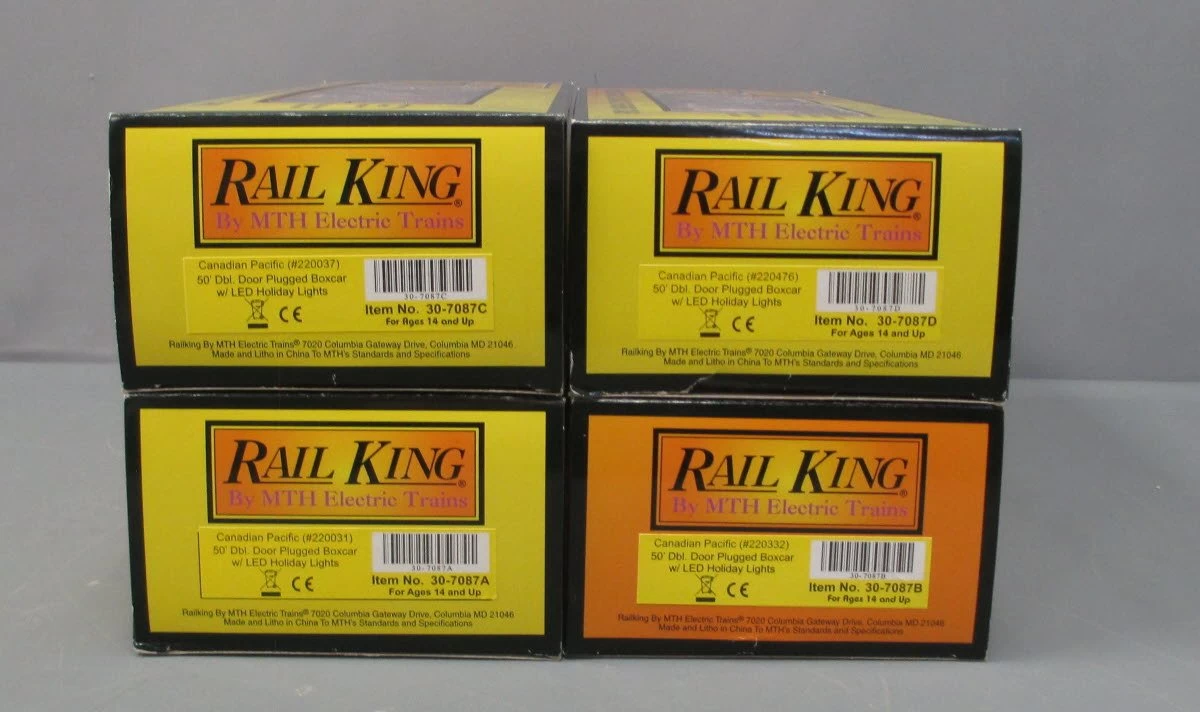 RAIL KING®
By MTH Electric Trains
Canadian Pacific (#220037)
50' Dbl. Door Plugged Boxcar
w/ LED Holiday Lights
CE
30-7087C
Item No. 30-7087C
For Ages 14 and Up
Railking By MTH Electric Trains® 7020 Columbia Gateway Drive, Columbia MD 21046
Made and Litho in China To MTH's Standards and Specifications
RAIL KING®
By MTH Electric Trains
Canadian Pacific (#220476)
50' Dbl. Door Plugged Boxcar
w/ LED Holiday Lights
CE
30-7087D
Item No. 30-7087D
For Ages 14 and Up
Railking By MTH Electric Trains® 7020 Columbia Gateway Drive, Columbia MD 21046
Made and Litho in China To MTH's Standards and Specifications
RAIL KING®
By MTH Electric Trains
Canadian Pacific (#220031)
50' Dbl. Door Plugged Boxcar
w/ LED Holiday Lights
CE
30-7087A
Item No. 30-7087A
For Ages 14 and Up
Railking By MTH Electric Trains® 7020 Columbia Gateway Drive, Columbia MD 21046
Made and Litho in China To MTH's Standards and Specifications
RAIL KING®
By MTH Electric Trains
Canadian Pacific (#220332)
50' Dbl. Door Plugged Boxcar
w/ LED Holiday Lights
CE
30-7087B
Item No. 30-7087B
For Ages 14 and Up
Railking By MTH Electric Trains® 7020 Columbia Gateway Drive, Columbia MD 21046
Made and Litho in China To MTH's Standards and Specifications